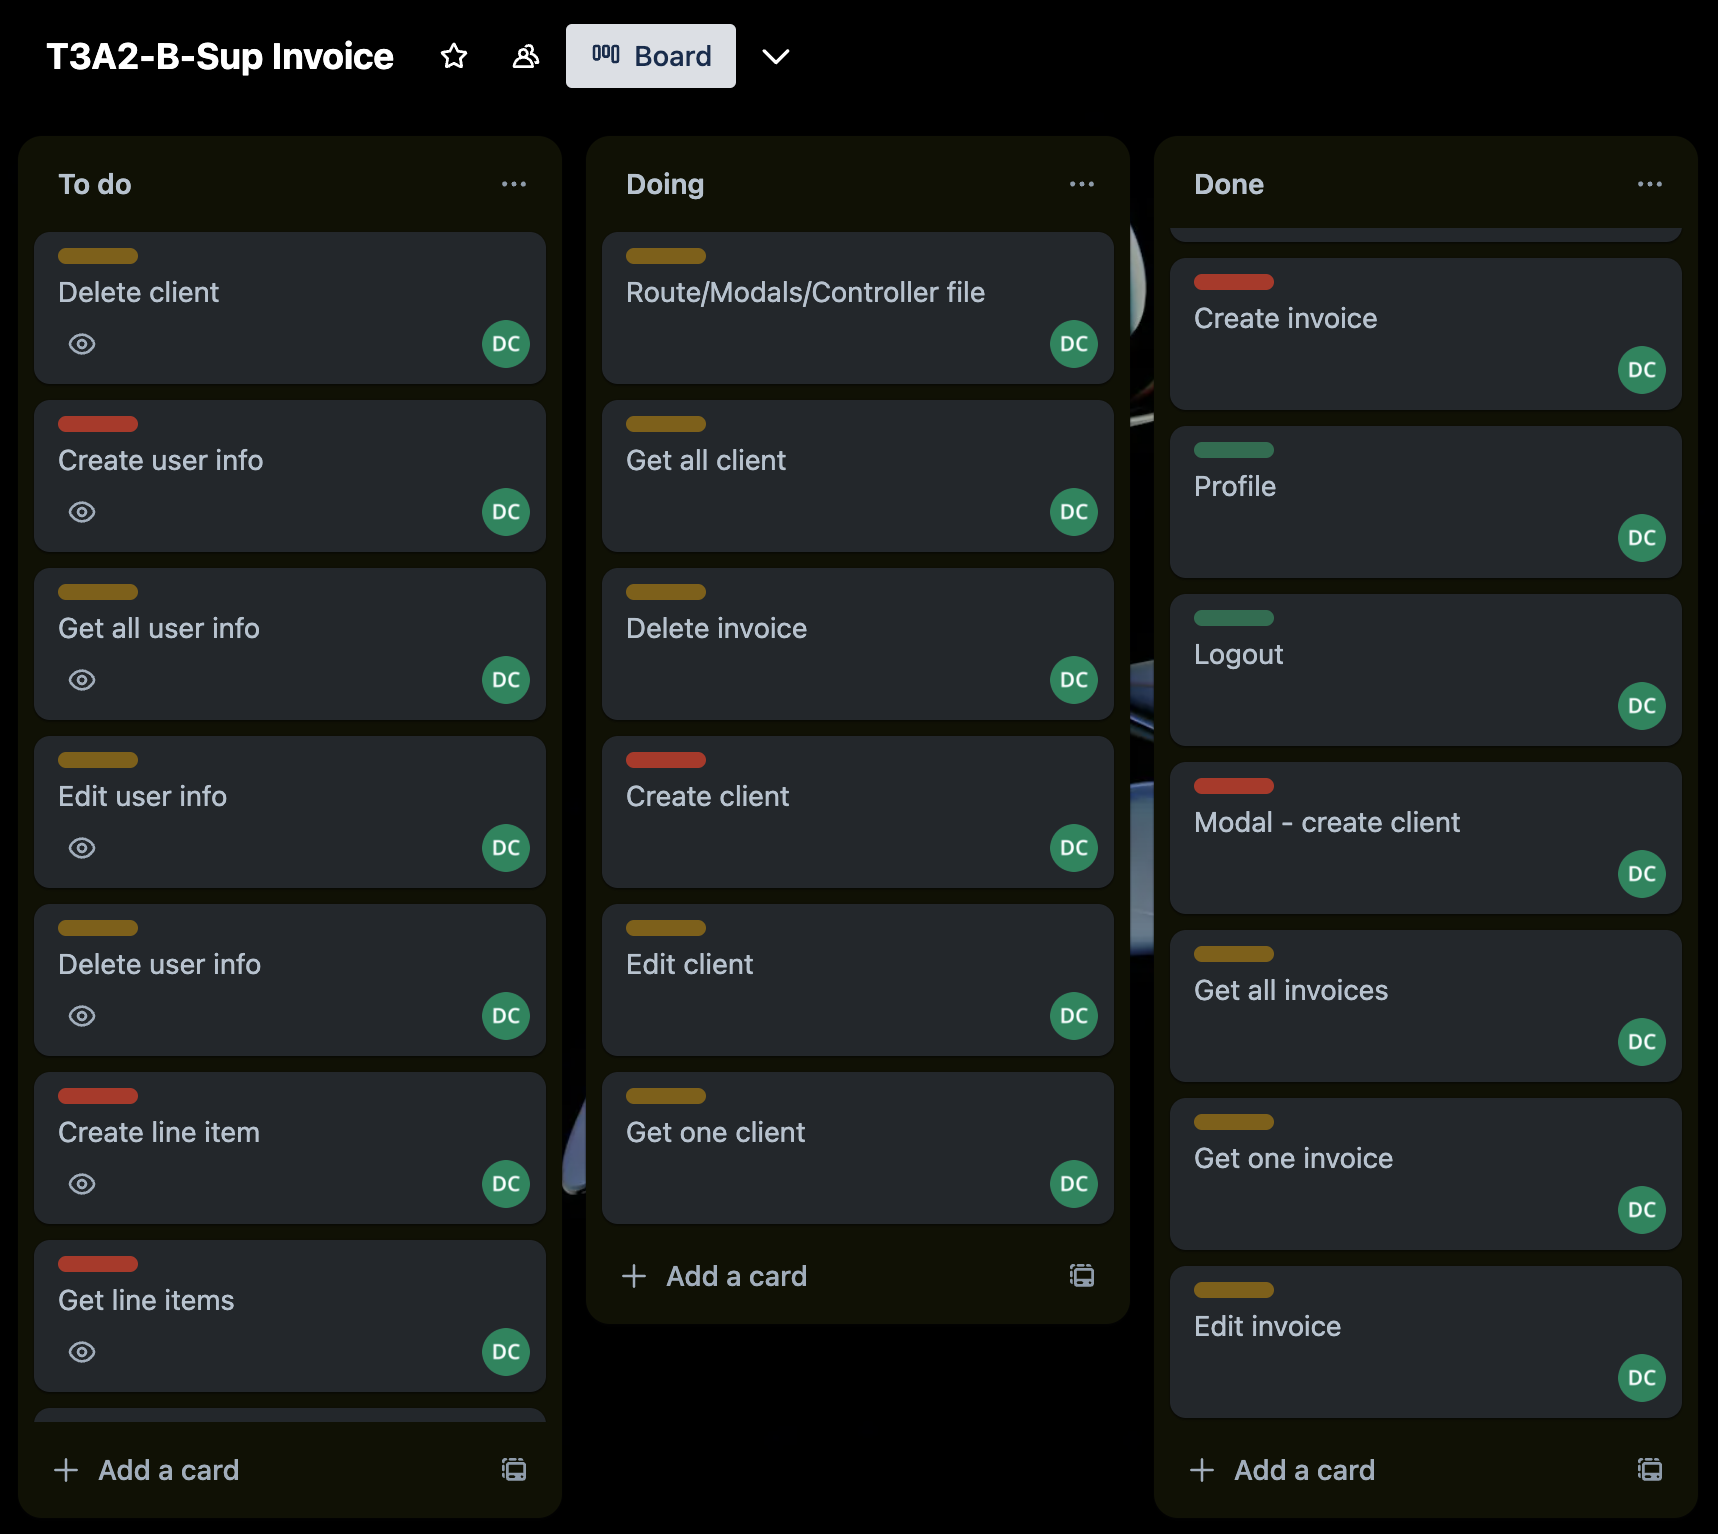 T3A2-B-Sup Invoice
Board
To do
Delete client
DC
Create user info
DC
Get all user info
DC
Edit user info
DC
Delete user info
DC
Create line item
DC
Get line items
DC
Add a card
Doing
Route/Modals/Controller file
DC
Get all client
DC
Delete invoice
DC
Create client
DC
Edit client
DC
Get one client
DC
Add a card
Done
Create invoice
DC
Profile
DC
Logout
DC
Modal - create client
DC
Get all invoices
DC
Get one invoice
DC
Edit invoice
DC
Add a card